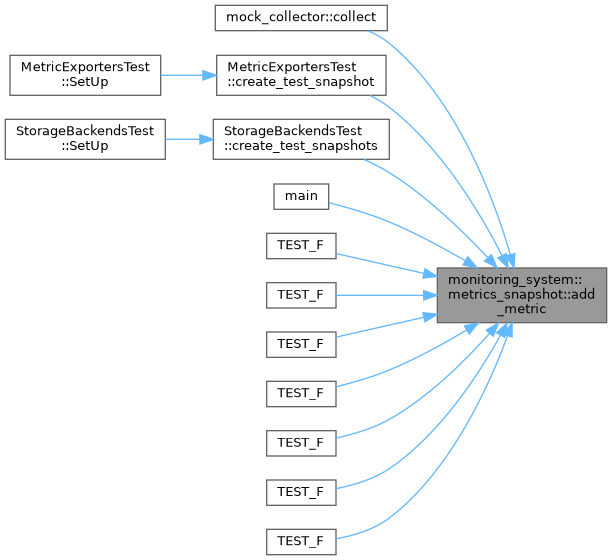 mock_collector::collect
MetricExportersTest
::SetUp
MetricExportersTest
::create_test_snapshot
StorageBackendsTest
::SetUp
StorageBackendsTest
::create_test_snapshots
main
TEST_F
TEST_F
TEST_F
TEST_F
TEST_F
TEST_F
TEST_F
monitoring_system::
metrics_snapshot::add
_metric